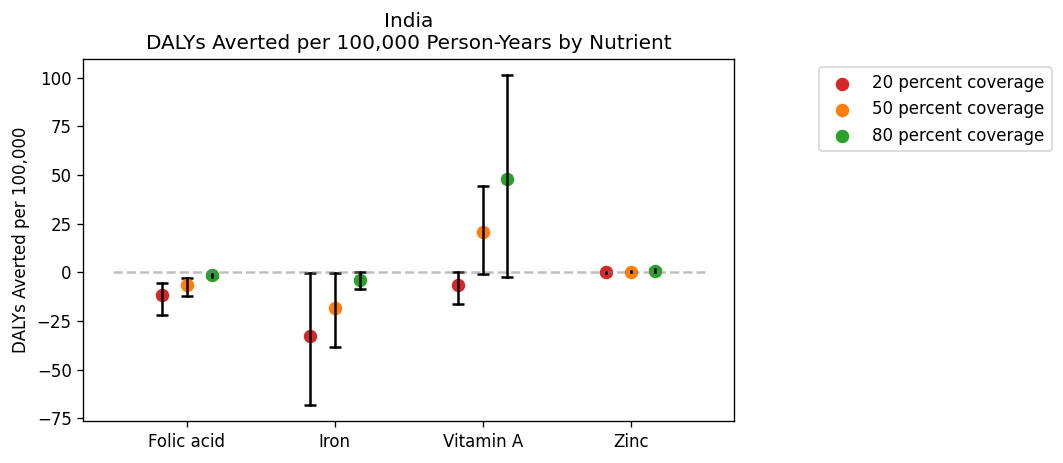 India
DALYs Averted per 100,000 Person-Years by Nutrient
DALYs Averted per 100,000
100
75
50
25
0
−25
−50
−75
Folic acid
Iron
Vitamin A
Zinc
20 percent coverage
50 percent coverage
80 percent coverage